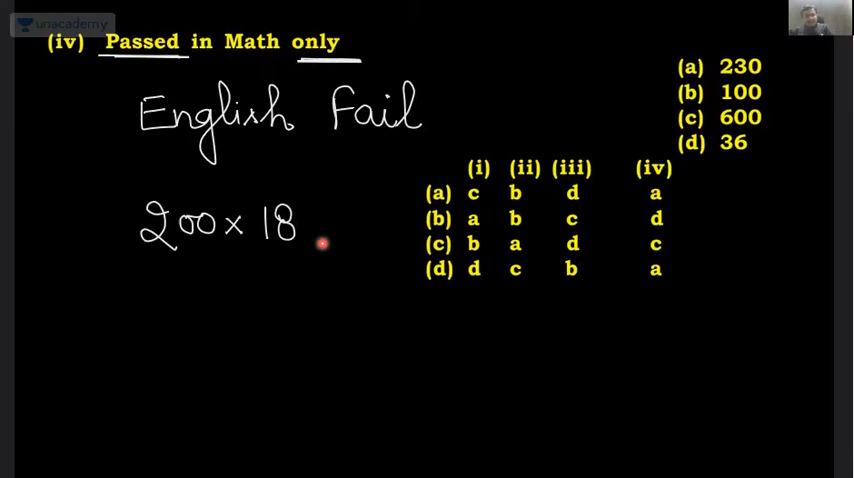 unacademy
(iv) Passed in Math only
(a) 230
(b) 100
(c) 600
(d) 36
English Fail
200 x 18
(i) (ii) (iii) (iv)
(a) c b d a
(b) a b c d
(c) b a d c
(d) d c b a